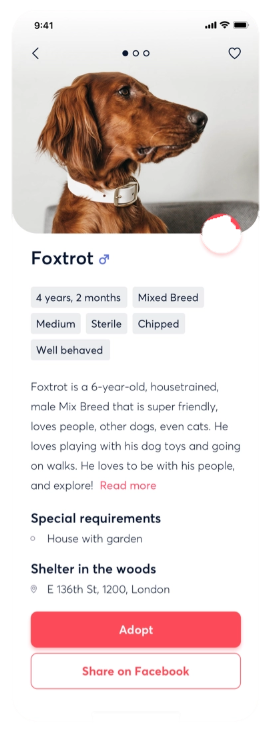 9:41
Foxtrot
4 years, 2 months Mixed Breed
Medium Sterile Chipped
Well behaved
Foxtrot is a 6-year-old, housetrained,
male Mix Breed that is super friendly,
loves people, other dogs, even cats. He
loves playing with his dog toys and going
on walks. He loves to be with his people,
and explore! Read more
Special requirements
House with garden
Shelter in the woods
E 136th St, 1200, London
Adopt
Share on Facebook